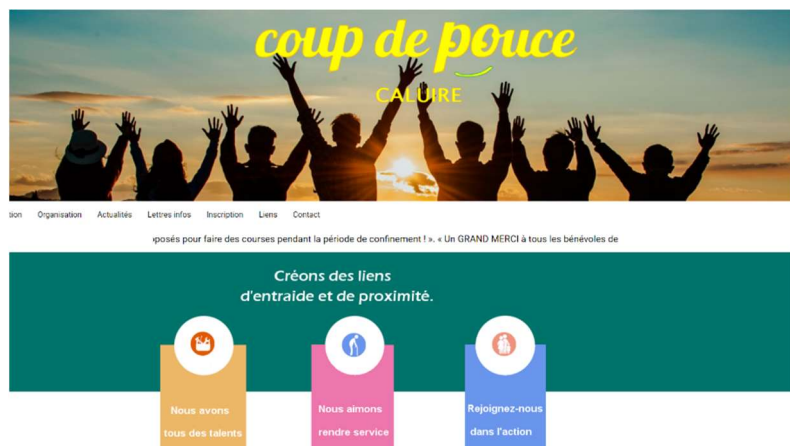 coup de pouce
CALUIRE
tion Organisation Actualités Lettres infos Inscription Liens Contact
posés pour faire des courses pendant la période de confinement ! ». « Un GRAND MERCI à tous les bénévoles de
Créons des liens
d'entraide et de proximité.
Nous avons
tous des talents
Nous aimons
rendre service
Rejoignez-nous
dans l'action